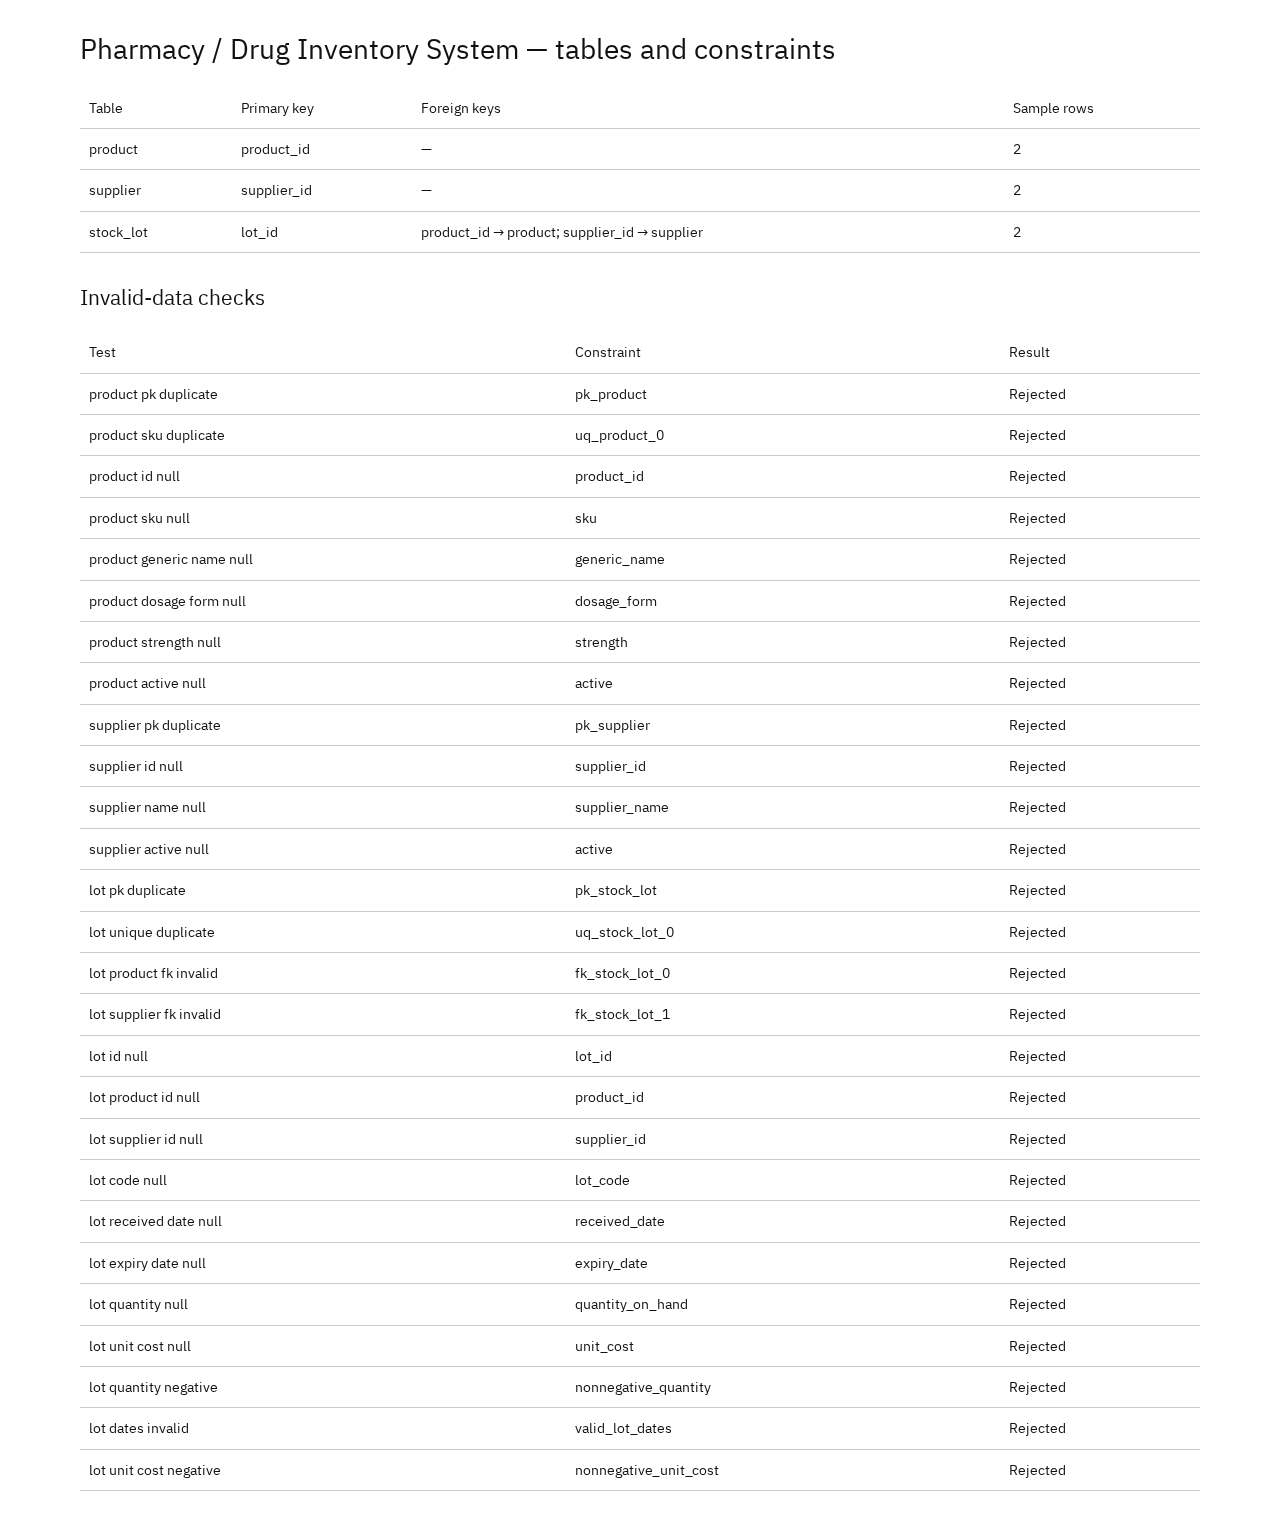 Pharmacy / Drug Inventory System — tables and constraints
Table Primary key Foreign keys Sample rows
product product_id — 2
supplier supplier_id — 2
stock_lot lot_id product_id → product; supplier_id → supplier 2
Invalid-data checks
Test Constraint Result
product pk duplicate pk_product Rejected
product sku duplicate uq_product_0 Rejected
product id null product_id Rejected
product sku null sku Rejected
product generic name null generic_name Rejected
product dosage form null dosage_form Rejected
product strength null strength Rejected
product active null active Rejected
supplier pk duplicate pk_supplier Rejected
supplier id null supplier_id Rejected
supplier name null supplier_name Rejected
supplier active null active Rejected
lot pk duplicate pk_stock_lot Rejected
lot unique duplicate uq_stock_lot_0 Rejected
lot product fk invalid fk_stock_lot_0 Rejected
lot supplier fk invalid fk_stock_lot_1 Rejected
lot id null lot_id Rejected
lot product id null product_id Rejected
lot supplier id null supplier_id Rejected
lot code null lot_code Rejected
lot received date null received_date Rejected
lot expiry date null expiry_date Rejected
lot quantity null quantity_on_hand Rejected
lot unit cost null unit_cost Rejected
lot quantity negative nonnegative_quantity Rejected
lot dates invalid valid_lot_dates Rejected
lot unit cost negative nonnegative_unit_cost Rejected